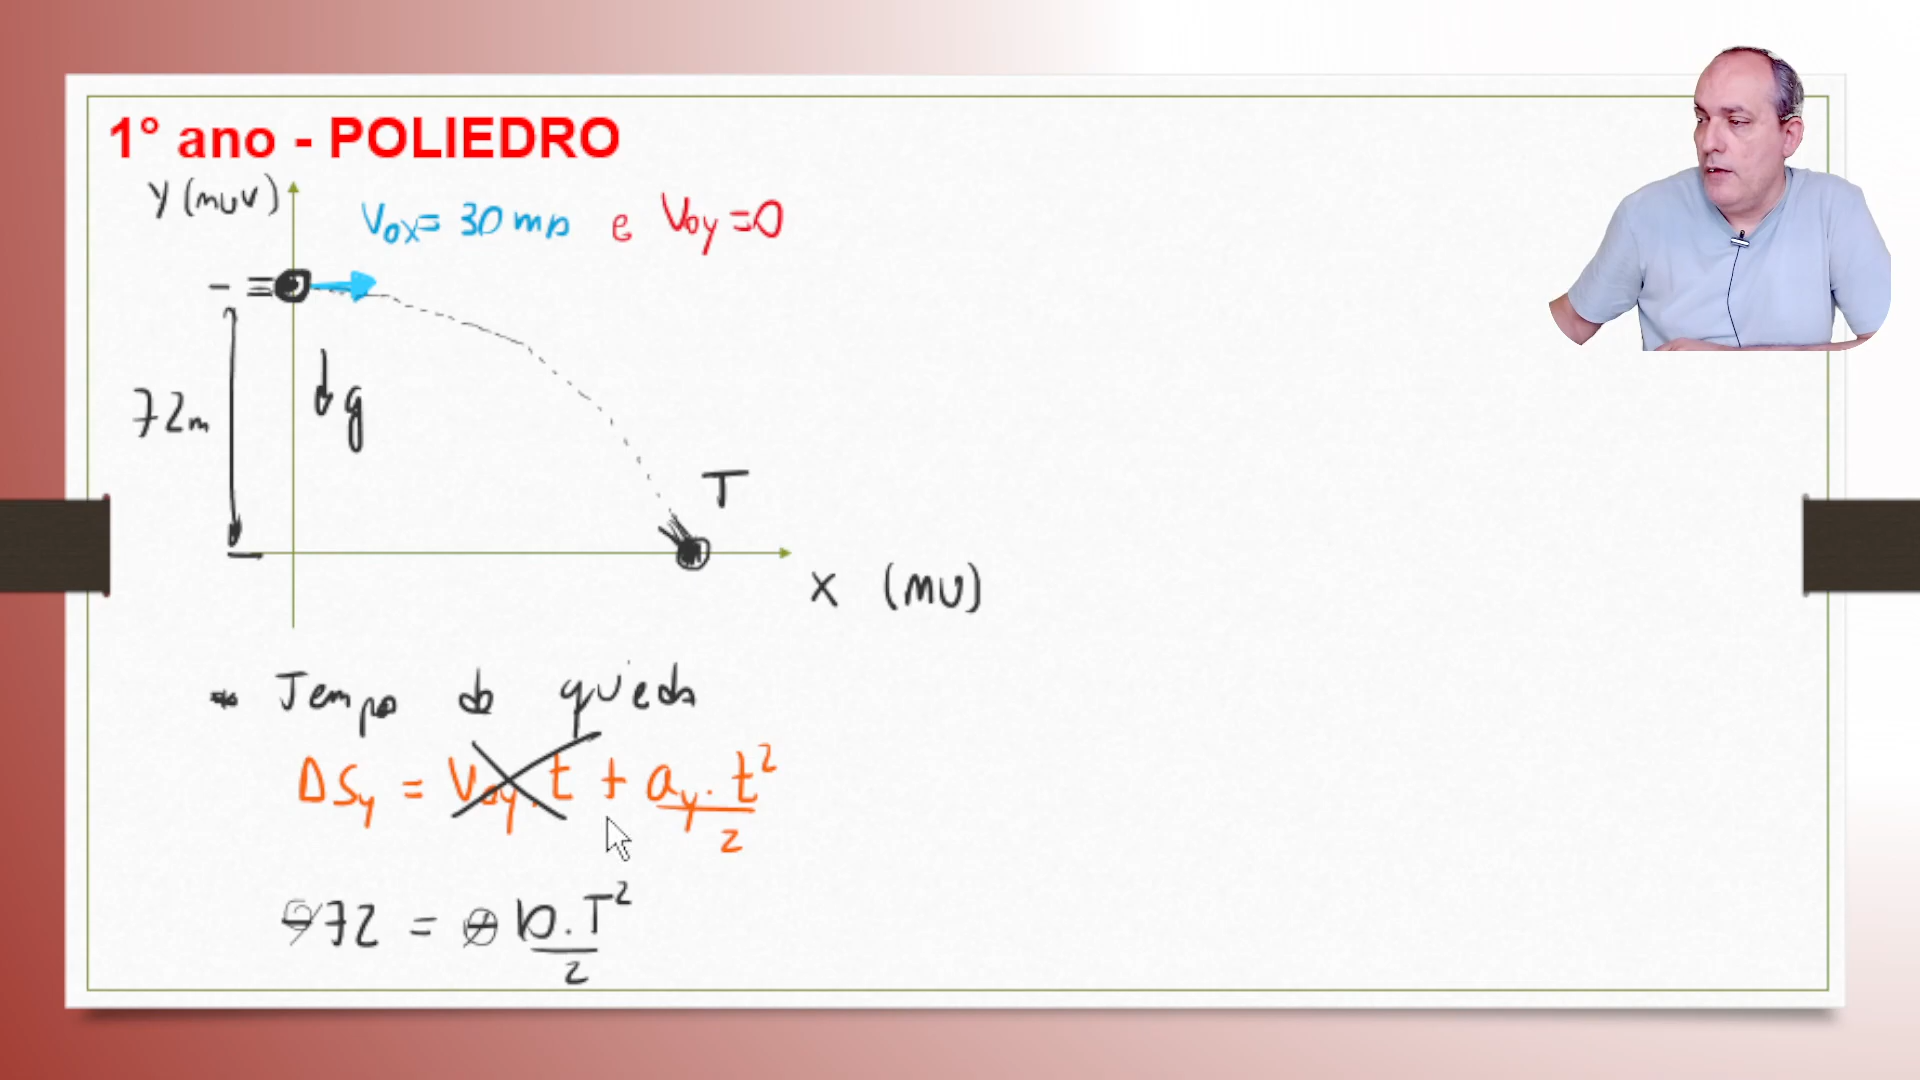 1° ano - POLIEDRO
Y (muv)
Vox = 30 m/s e Voy = 0
72m
g
T
X (MU)
* Tempo de queda
ΔSy = Voy.t + ay.t²/2
-72 = -10.T²/2